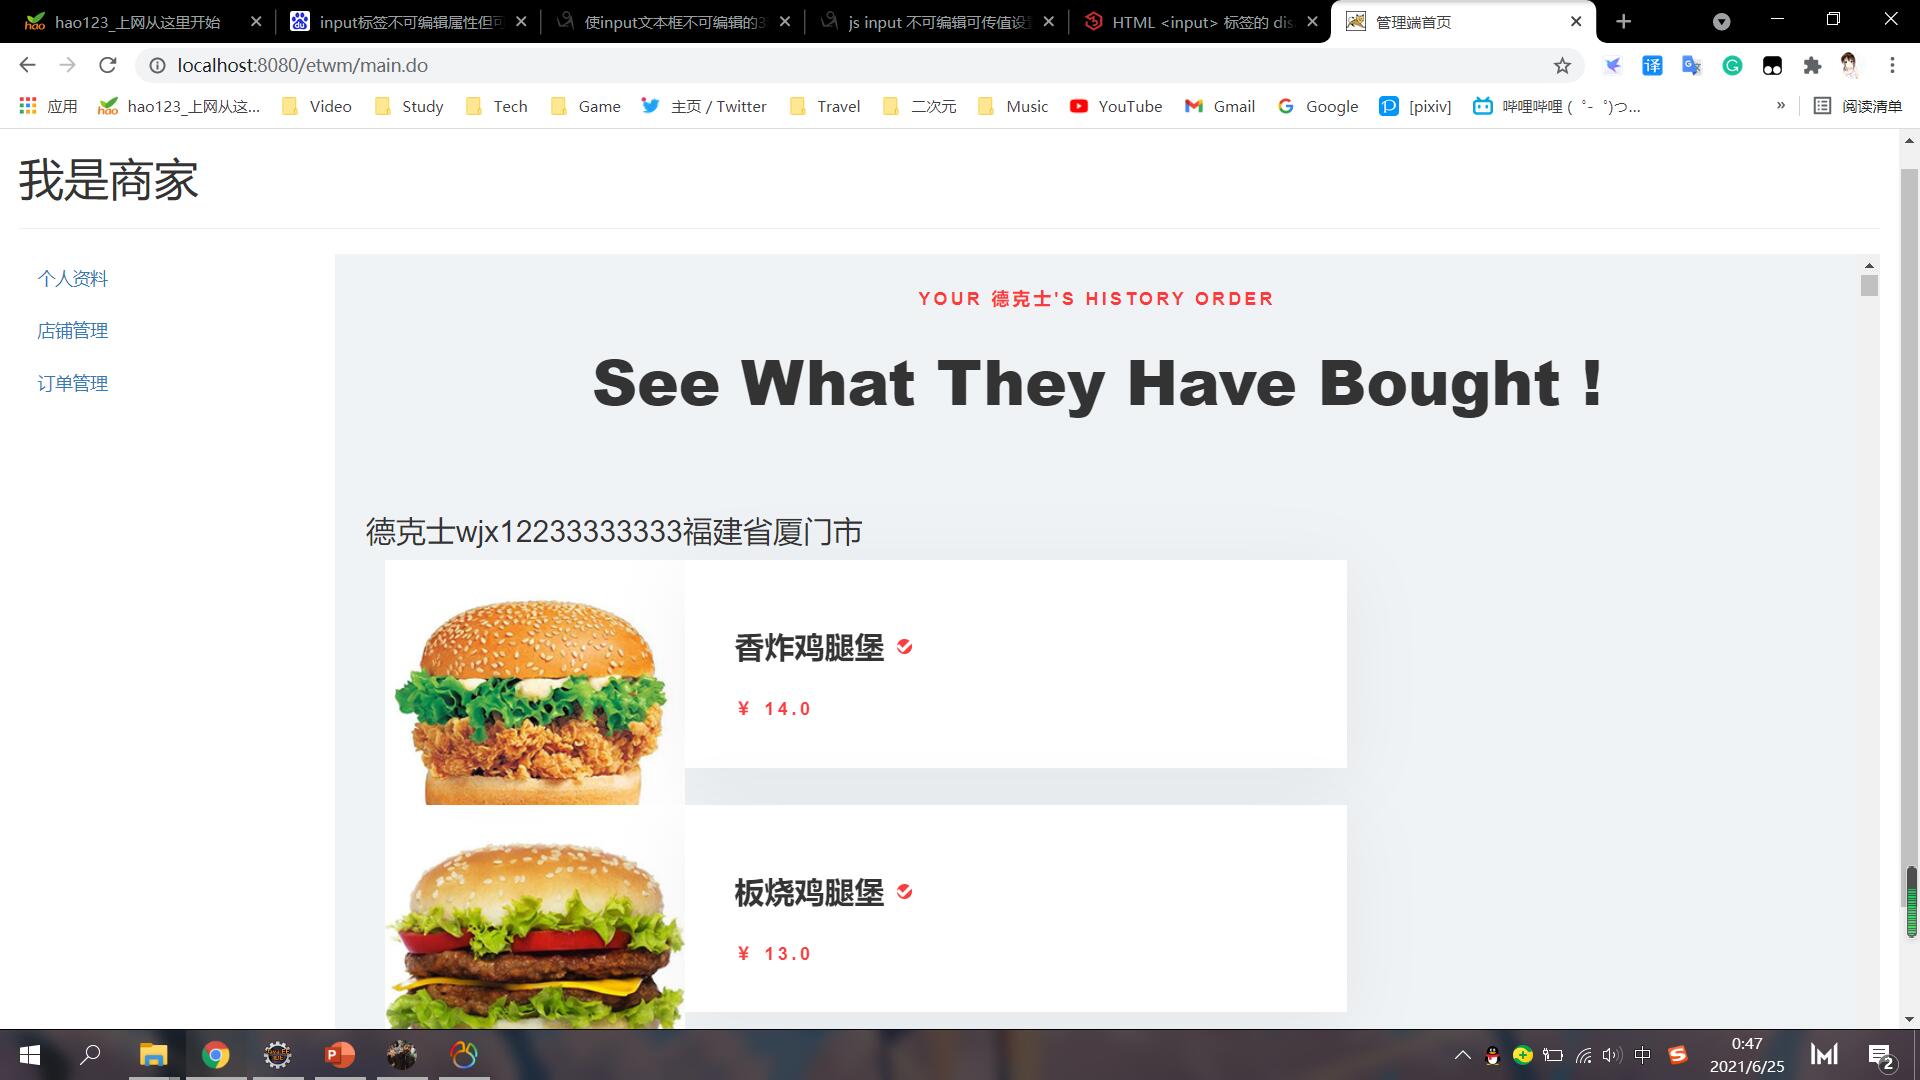 hao123_上网从这里开始
input标签不可编辑属性但可
使input文本框不可编辑的3
js input 不可编辑可传值设
HTML <input> 标签的 dis
管理端首页
localhost:8080/etwm/main.do
应用
hao123_上网从这...
Video
Study
Tech
Game
主页 / Twitter
Travel
二次元
Music
YouTube
Gmail
Google
[pixiv]
哔哩哔哩 ( ゜- ゜)つ...
»
阅读清单
我是商家
个人资料
店铺管理
订单管理
YOUR 德克士'S HISTORY ORDER
See What They Have Bought !
德克士wjx12233333333福建省厦门市
香炸鸡腿堡
¥ 14.0
板烧鸡腿堡
¥ 13.0
中
0:47
2021/6/25
2